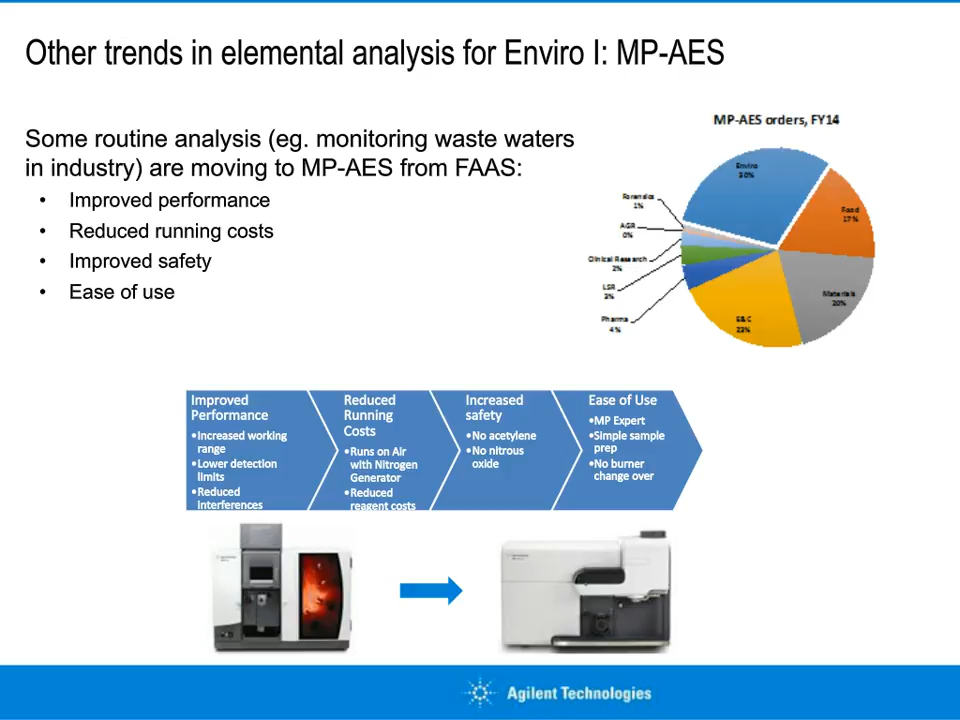 Other trends in elemental analysis for Enviro I: MP-AES
Some routine analysis (eg. monitoring waste waters
in industry) are moving to MP-AES from FAAS:
• Improved performance
• Reduced running costs
• Improved safety
• Ease of use
MP-AES orders, FY14
Enviro
30%
Food
17%
Materials
20%
E&C
23%
Pharma
4%
LSR
3%
Clinical Research
2%
AGR
0%
Forensics
1%
Improved
Performance
•Increased working
range
•Lower detection
limits
•Reduced
interferences
Reduced
Running
Costs
•Runs on Air
with Nitrogen
Generator
•Reduced
reagent costs
Increased
safety
•No acetylene
•No nitrous
oxide
Ease of Use
•MP Expert
•Simple sample
prep
•No burner
change over
Agilent Technologies